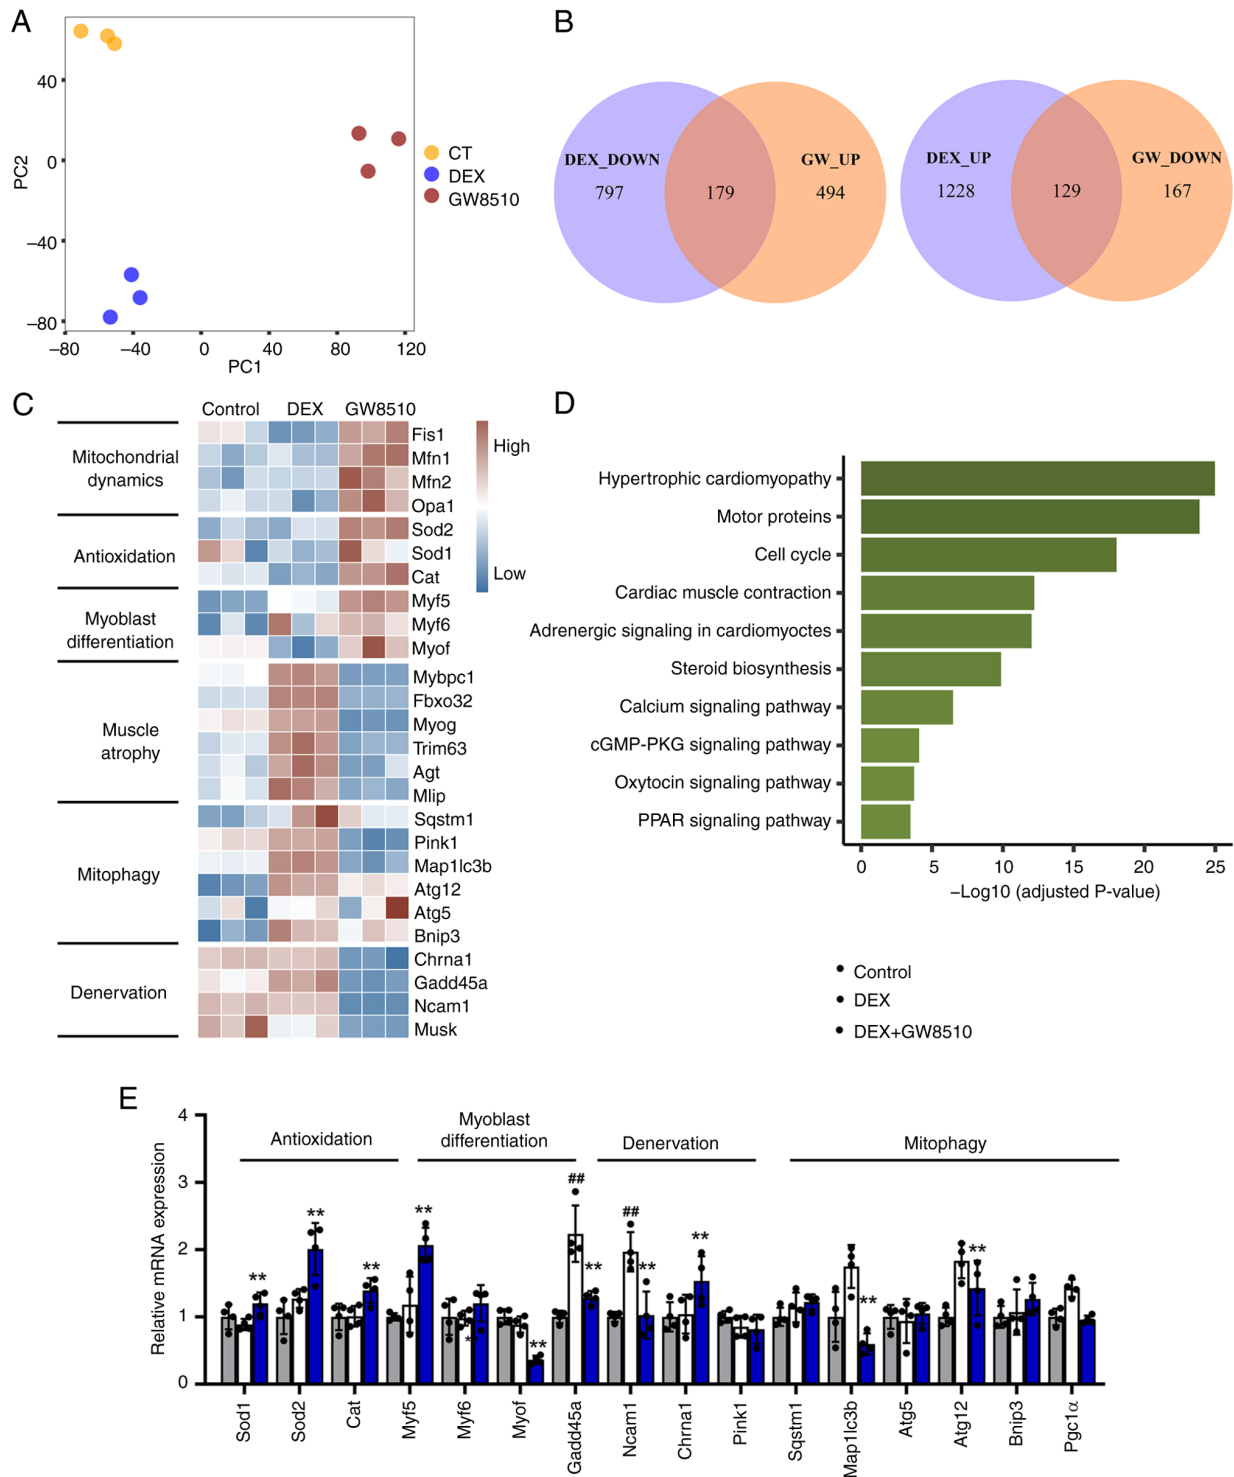 A
PC2
40
0
−40
−80
−80
−40
0
40
80
120
PC1
CT
DEX
GW8510
B
DEX_DOWN
797
179
GW_UP
494
DEX_UP
1228
129
GW_DOWN
167
C
Control
DEX
GW8510
Mitochondrial
dynamics
Antioxidation
Myoblast
differentiation
Muscle
atrophy
Mitophagy
Denervation
Fis1
Mfn1
Mfn2
Opa1
Sod2
Sod1
Cat
Myf5
Myf6
Myof
Mybpc1
Fbxo32
Myog
Trim63
Agt
Mlip
Sqstm1
Pink1
Map1lc3b
Atg12
Atg5
Bnip3
Chrna1
Gadd45a
Ncam1
Musk
High
Low
D
Hypertrophic cardiomyopathy
Motor proteins
Cell cycle
Cardiac muscle contraction
Adrenergic signaling in cardiomyoctes
Steroid biosynthesis
Calcium signaling pathway
cGMP-PKG signaling pathway
Oxytocin signaling pathway
PPAR signaling pathway
0
5
10
15
20
25
−Log10 (adjusted P-value)
Control
DEX
DEX+GW8510
E
Relative mRNA expression
4
3
2
1
0
Antioxidation
Myoblast
differentiation
Denervation
Mitophagy
**
**
**
**
*
**
##
**
##
**
**
**
**
Sod1
Sod2
Cat
Myf5
Myf6
Myof
Gadd45a
Ncam1
Chrna1
Pink1
Sqstm1
Map1lc3b
Atg5
Atg12
Bnip3
Pgc1α